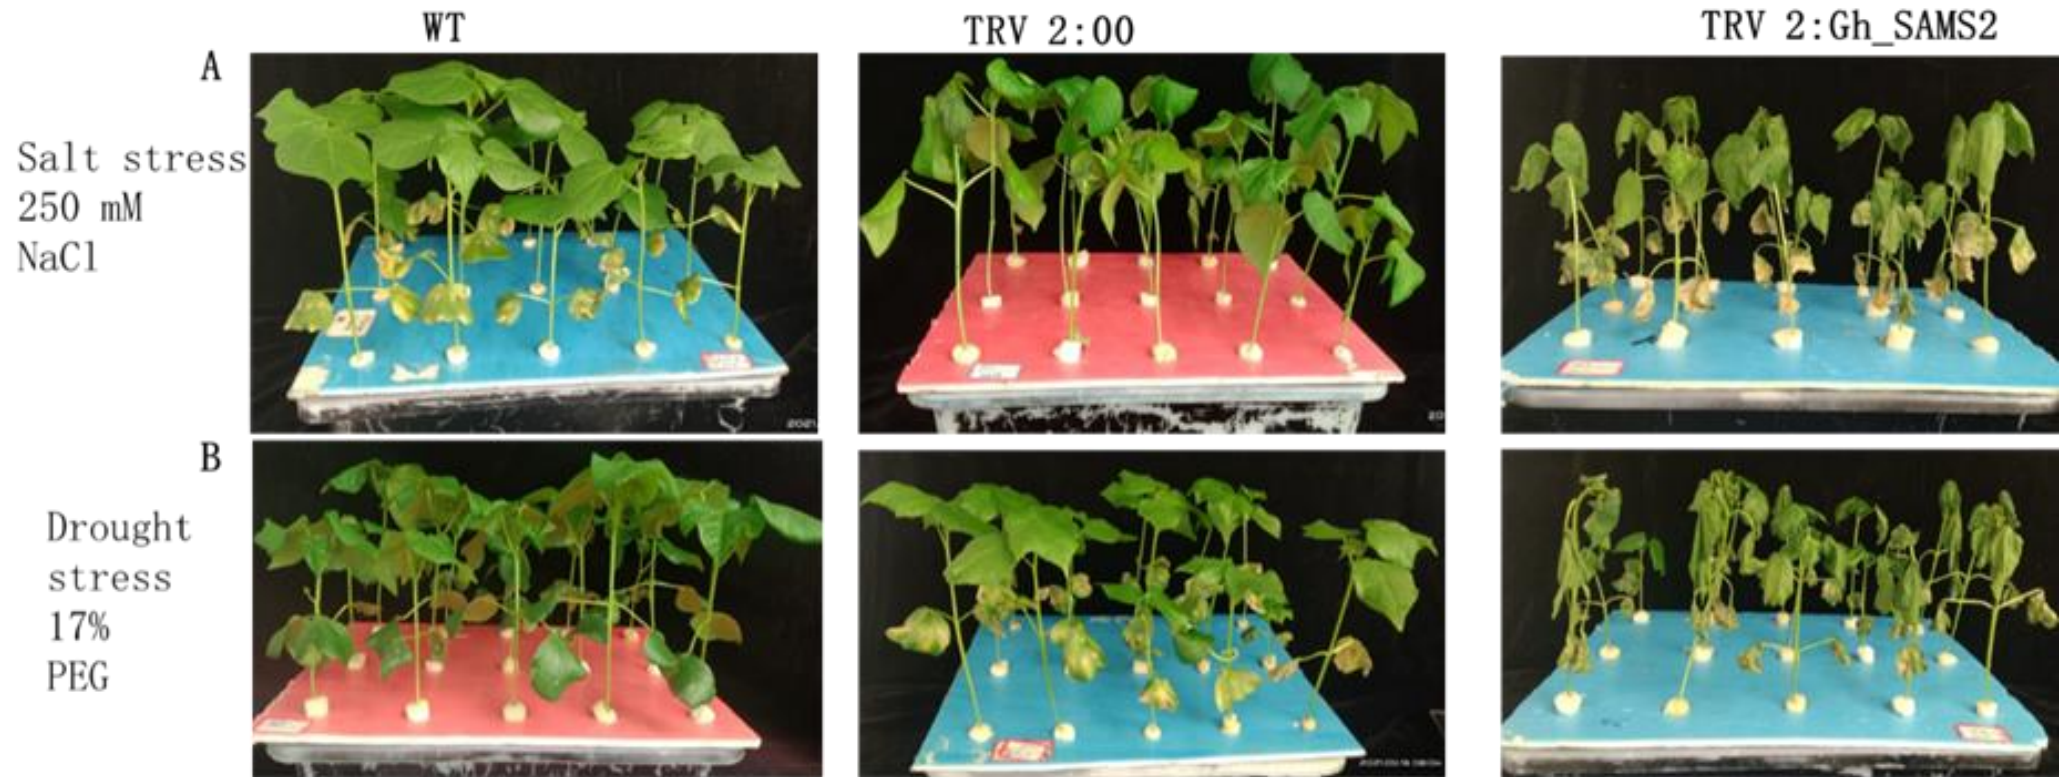 WT
TRV 2:00
TRV 2:Gh_SAMS2
A
Salt stress
250 mM
NaCl
B
Drought
stress
17%
PEG